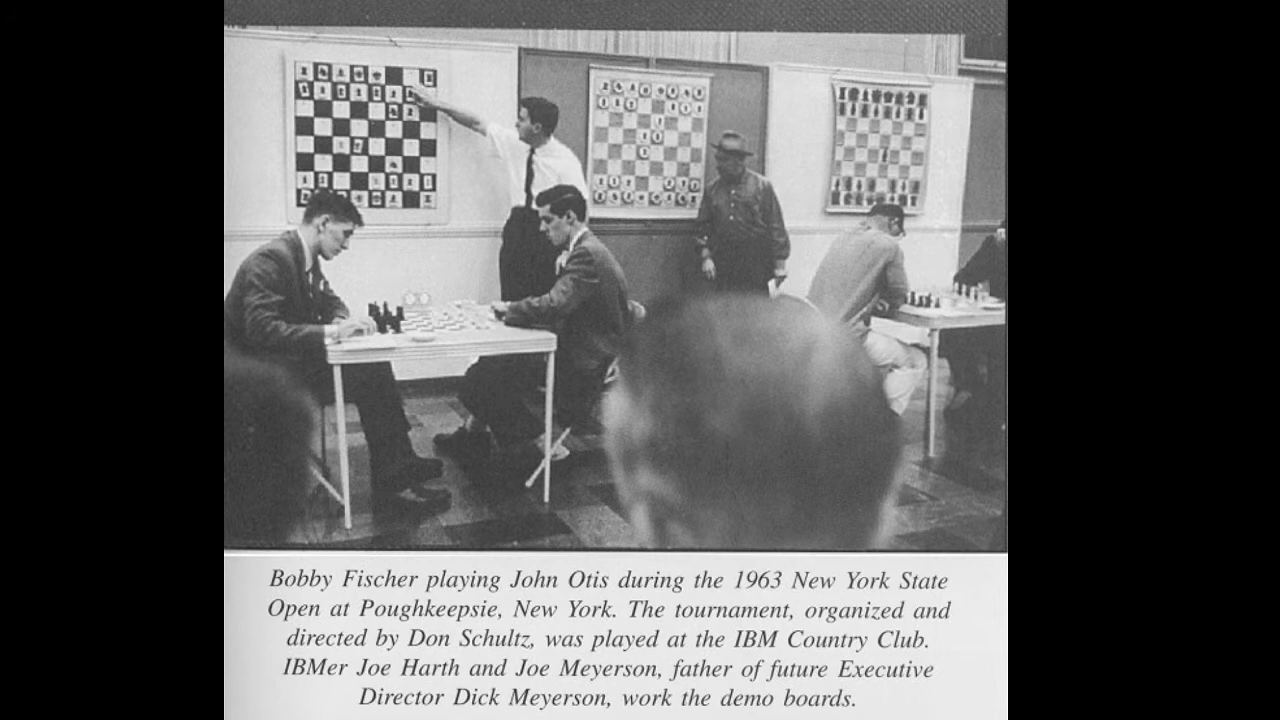 Bobby Fischer playing John Otis during the 1963 New York State
Open at Poughkeepsie, New York. The tournament, organized and
directed by Don Schultz, was played at the IBM Country Club.
IBMer Joe Harth and Joe Meyerson, father of future Executive
Director Dick Meyerson, work the demo boards.